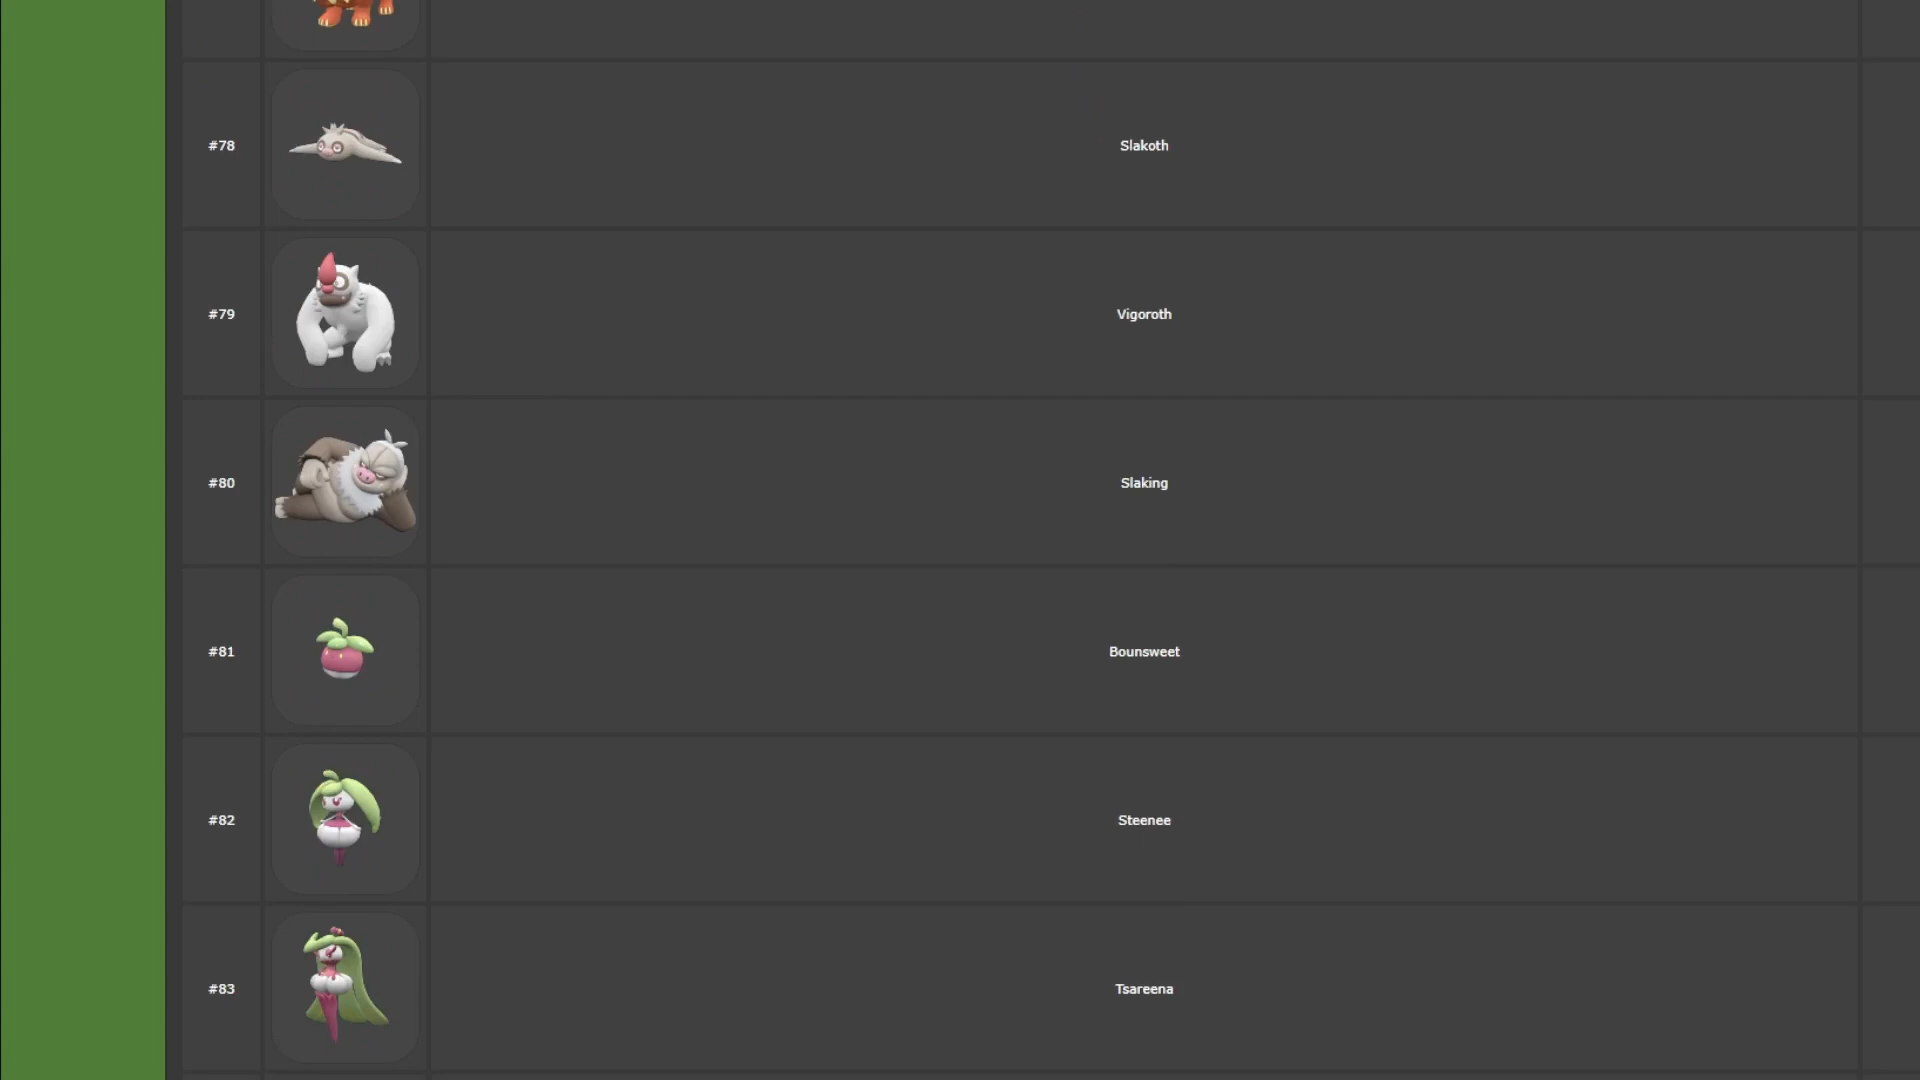 #78 Slakoth
#79 Vigoroth
#80 Slaking
#81 Bounsweet
#82 Steenee
#83 Tsareena